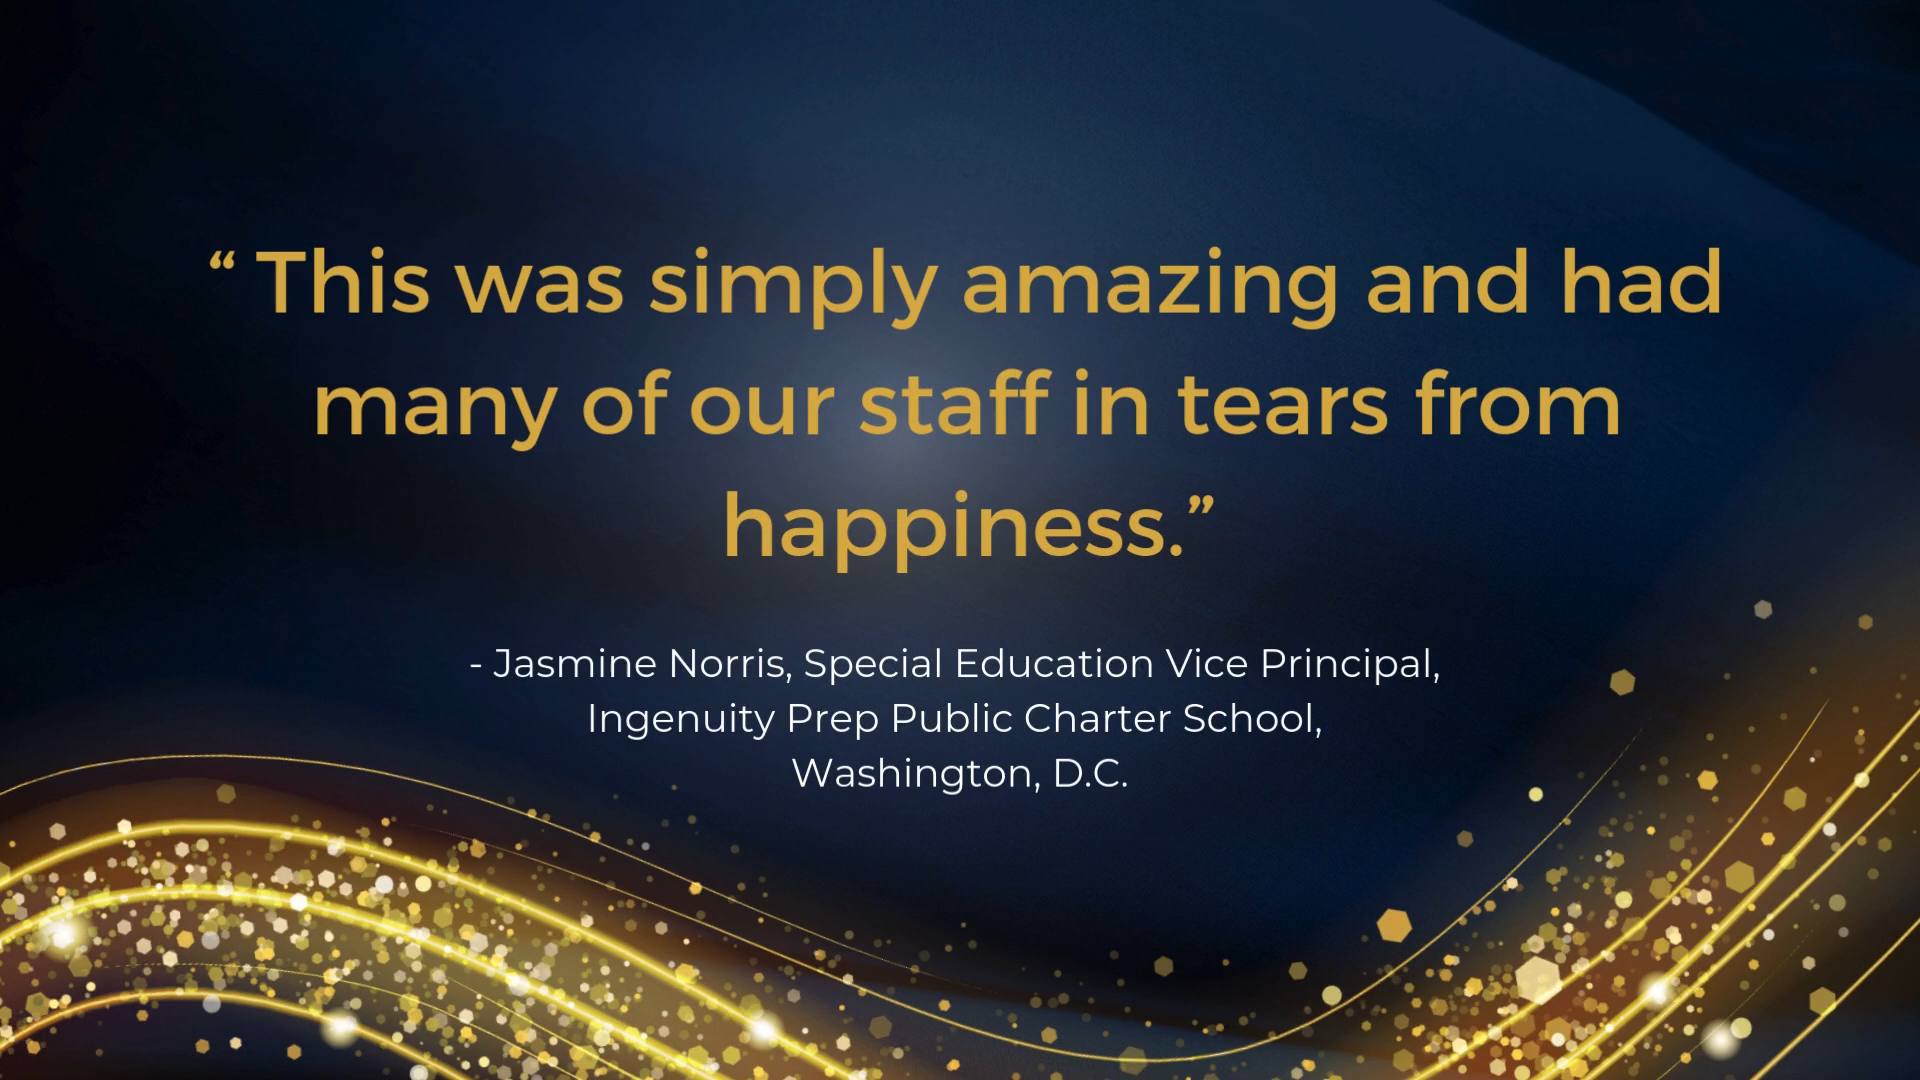 “ This was simply amazing and had
many of our staff in tears from
happiness.”
- Jasmine Norris, Special Education Vice Principal,
Ingenuity Prep Public Charter School,
Washington, D.C.